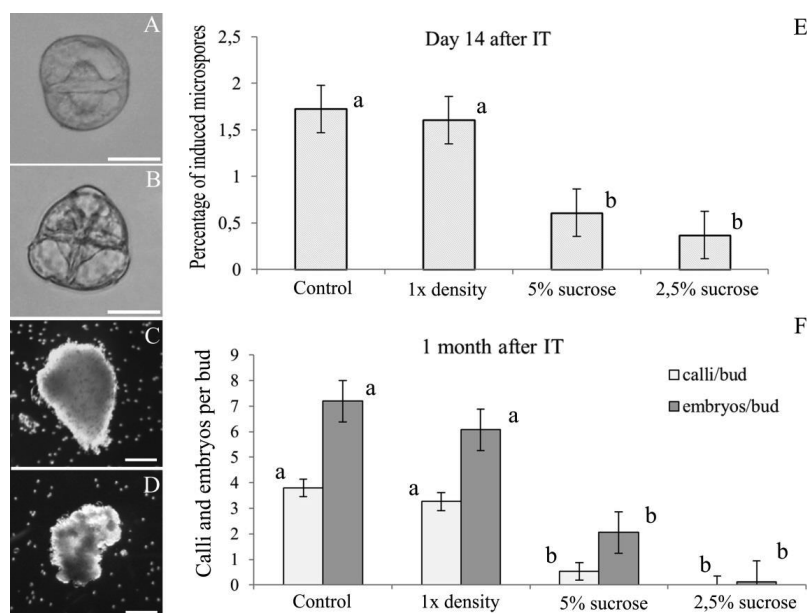 A
B
C
D
E
Day 14 after IT
Percentage of induced microspores
2,5
2
1,5
1
0,5
0
a
a
b
b
Control
1x density
5% sucrose
2,5% sucrose
F
1 month after IT
Calli and embryos per bud
9
8
7
6
5
4
3
2
1
0
calli/bud
embryos/bud
a
a
a
a
b
b
b
b
Control
1x density
5% sucrose
2,5% sucrose